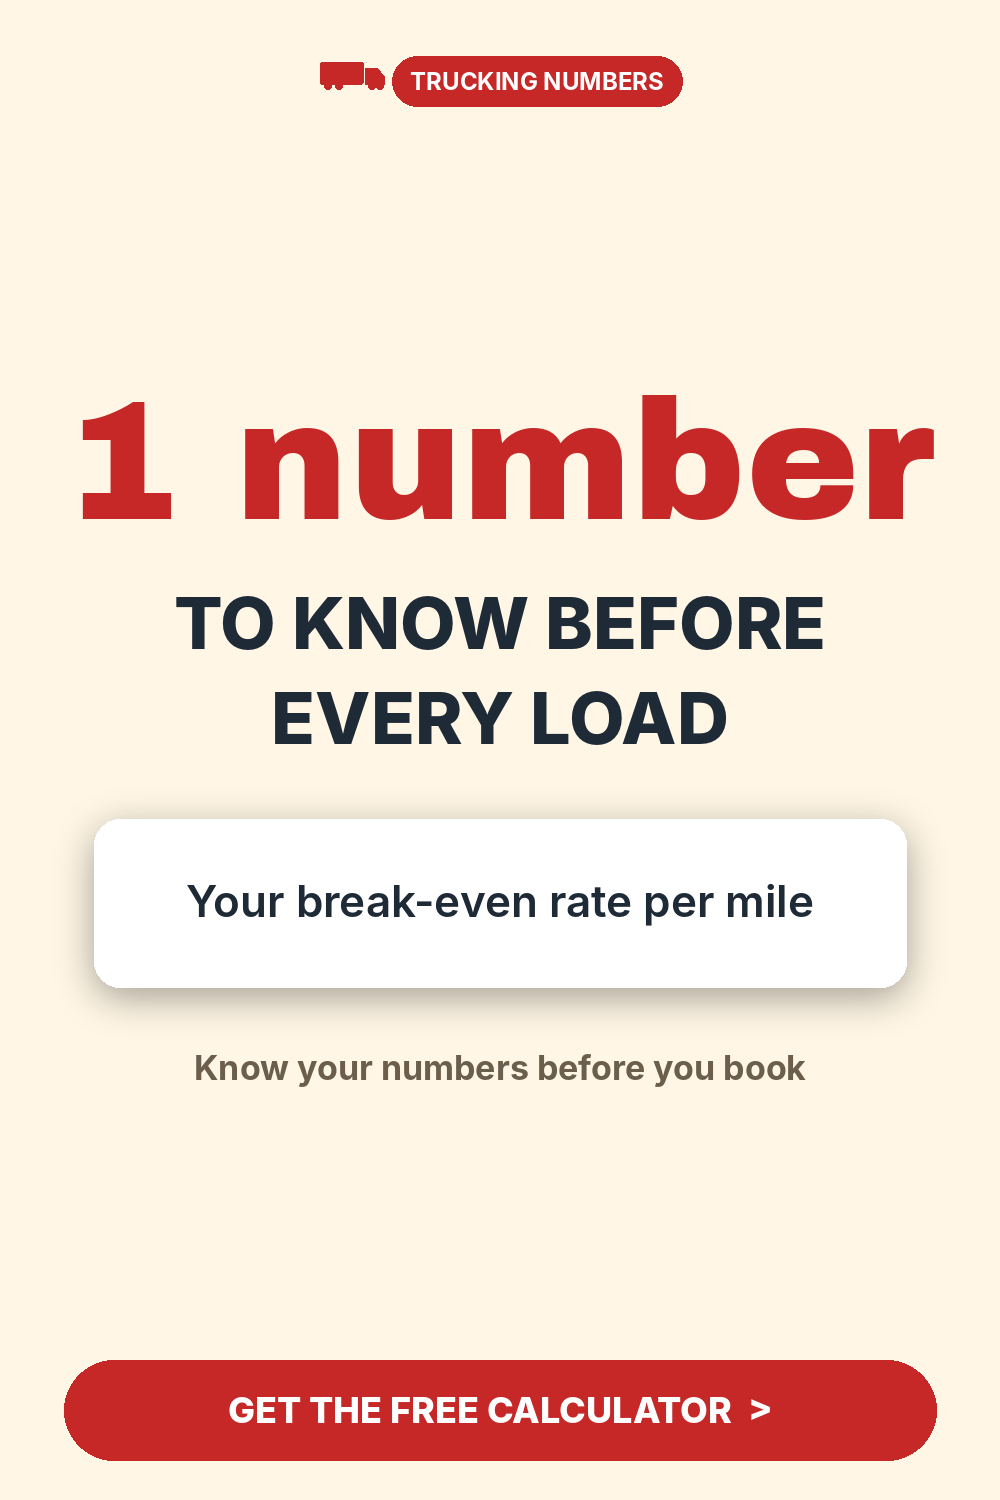 TRUCKING NUMBERS
1 number
TO KNOW BEFORE
EVERY LOAD
Your break-even rate per mile
Know your numbers before you book
GET THE FREE CALCULATOR >